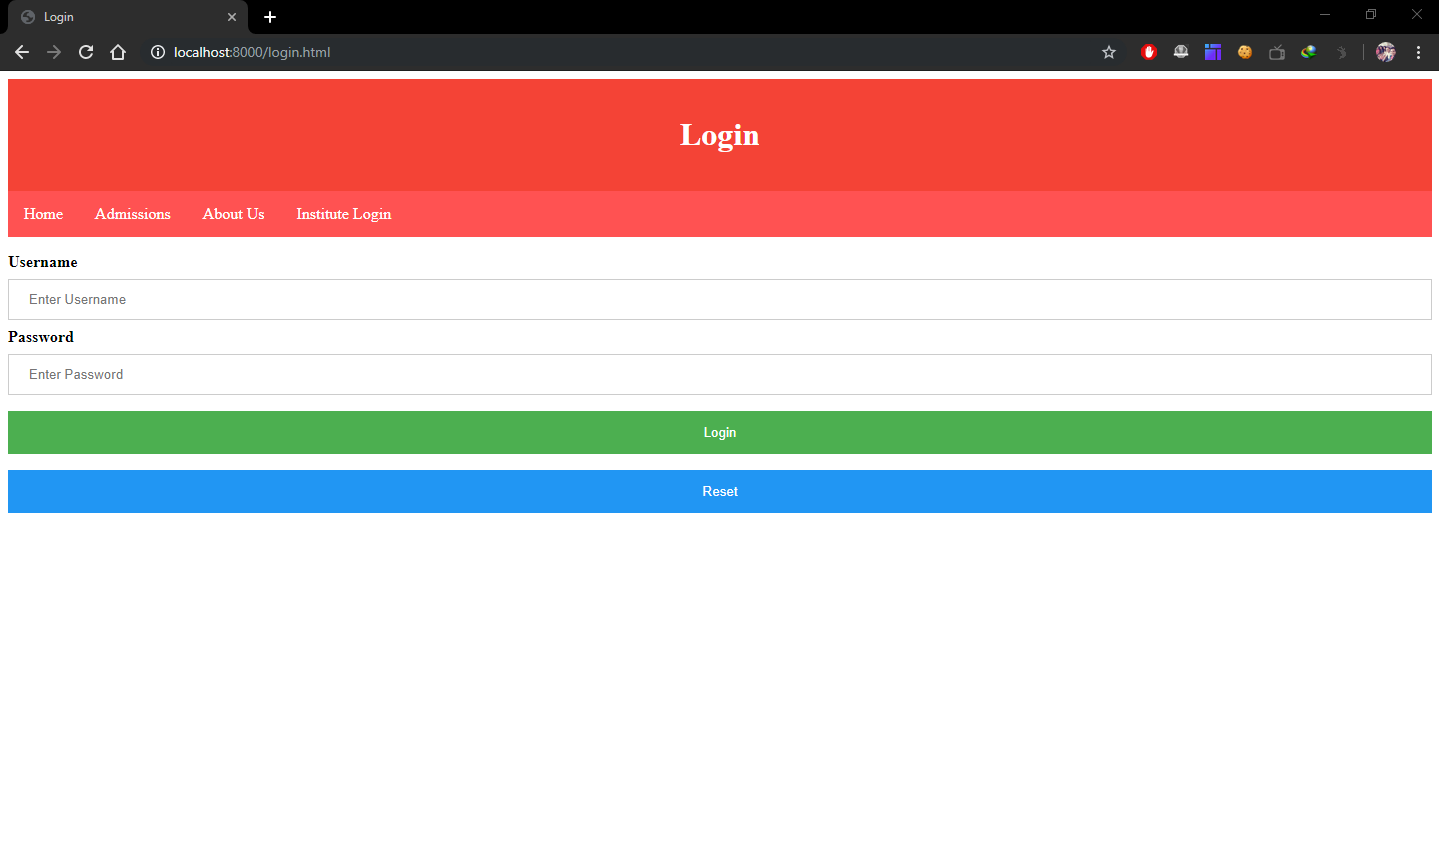 Login
localhost:8000/login.html
Login
Home Admissions About Us Institute Login
Username
Enter Username
Password
Enter Password
Login
Reset